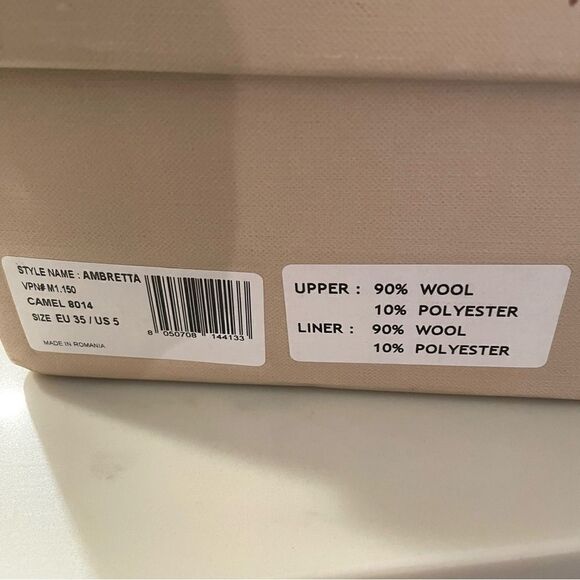 STYLE NAME : AMBRETTA
VPN# M1.150
CAMEL 8014
SIZE EU 35 / US 5
8 050708 144133
MADE IN ROMANIA
UPPER : 90% WOOL
10% POLYESTER
LINER : 90% WOOL
10% POLYESTER